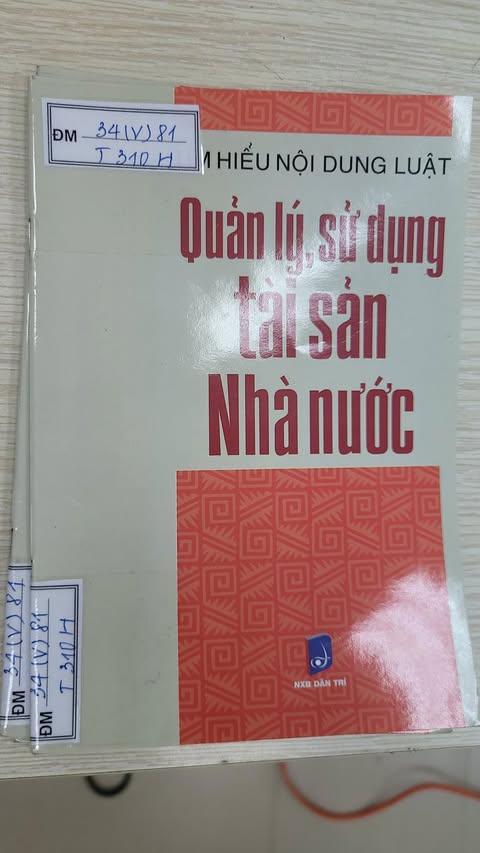 ĐM 34(V)81
T 310 H
M HIỂU NỘI DUNG LUẬT
Quản lý, sử dụng
tài sản
Nhà nước
NXB DÂN TRÍ
ĐM 34(V)81
T 310 H
ĐM 34(V)81